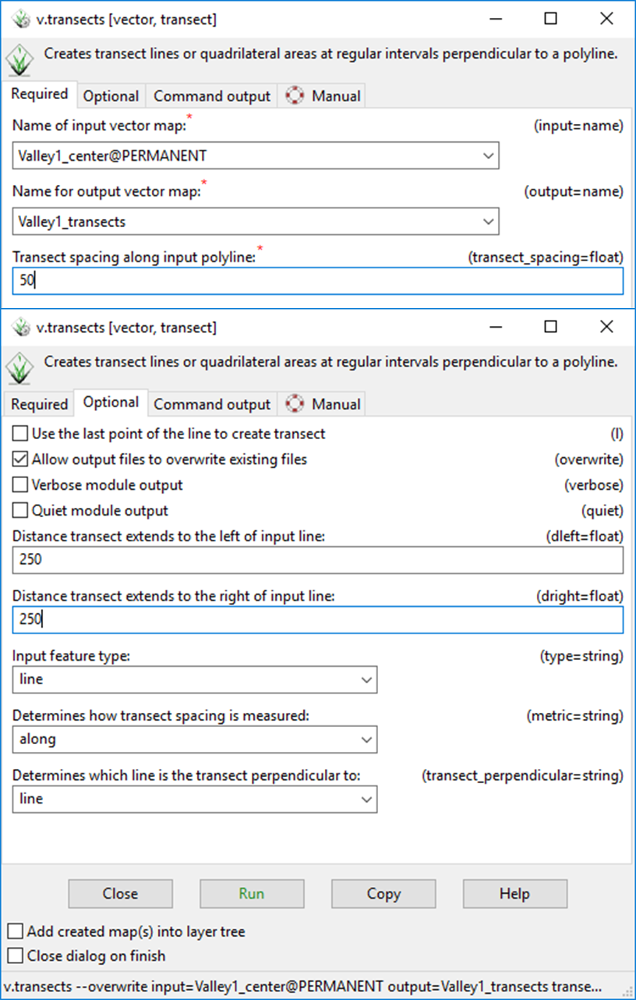 v.transects [vector, transect]
Creates transect lines or quadrilateral areas at regular intervals perpendicular to a polyline.
Required Optional Command output Manual
Name of input vector map:* (input=name)
Valley1_center@PERMANENT
Name for output vector map:* (output=name)
Valley1_transects
Transect spacing along input polyline:* (transect_spacing=float)
50
v.transects [vector, transect]
Creates transect lines or quadrilateral areas at regular intervals perpendicular to a polyline.
Required Optional Command output Manual
Use the last point of the line to create transect (l)
Allow output files to overwrite existing files (overwrite)
Verbose module output (verbose)
Quiet module output (quiet)
Distance transect extends to the left of input line: (dleft=float)
250
Distance transect extends to the right of input line: (dright=float)
250
Input feature type: (type=string)
line
Determines how transect spacing is measured: (metric=string)
along
Determines which line is the transect perpendicular to: (transect_perpendicular=string)
line
Close Run Copy Help
Add created map(s) into layer tree
Close dialog on finish
v.transects --overwrite input=Valley1_center@PERMANENT output=Valley1_transects transe...